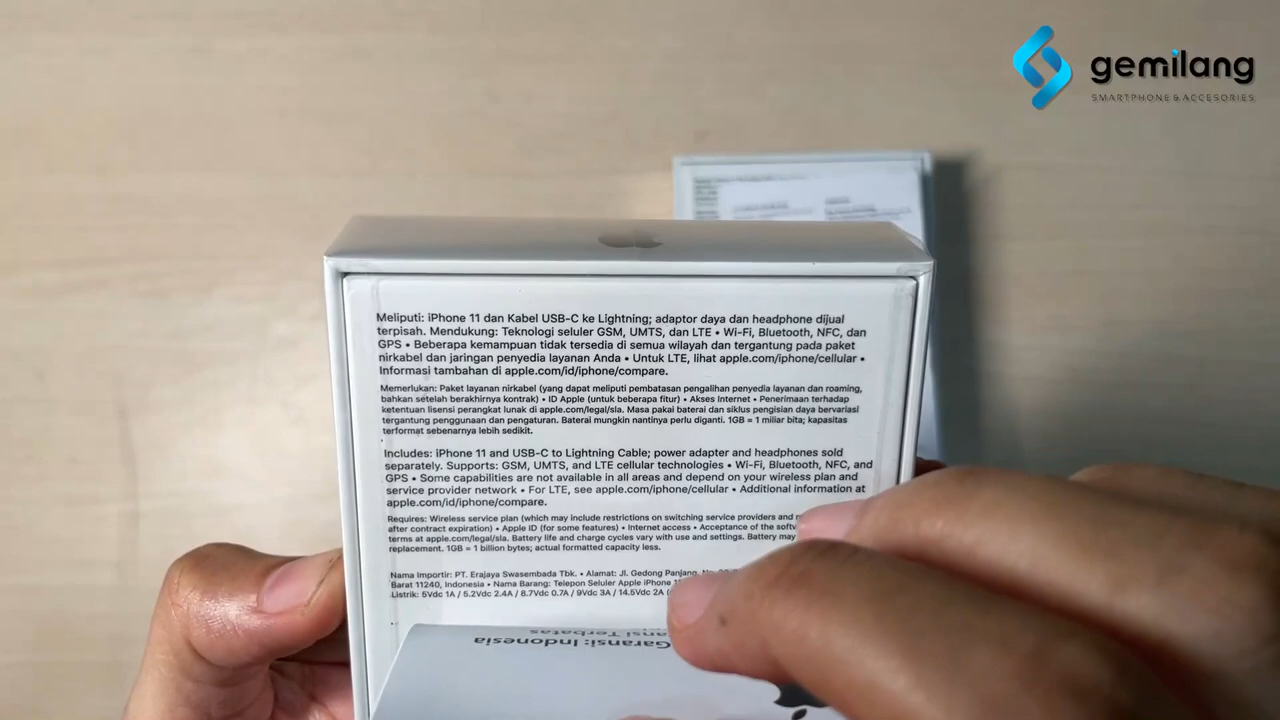 gemilang
SMARTPHONE & ACCESORIES
Meliputi: iPhone 11 dan Kabel USB-C ke Lightning; adaptor daya dan headphone dijual
terpisah. Mendukung: Teknologi seluler GSM, UMTS, dan LTE • Wi-Fi, Bluetooth, NFC, dan
GPS • Beberapa kemampuan tidak tersedia di semua wilayah dan tergantung pada paket
nirkabel dan jaringan penyedia layanan Anda • Untuk LTE, lihat apple.com/iphone/cellular •
Informasi tambahan di apple.com/id/iphone/compare.
Memerlukan: Paket layanan nirkabel (yang dapat meliputi pembatasan pengalihan penyedia layanan dan roaming,
bahkan setelah berakhirnya kontrak) • ID Apple (untuk beberapa fitur) • Akses Internet • Penerimaan terhadap
ketentuan lisensi perangkat lunak di apple.com/legal/sla. Masa pakai baterai dan siklus pengisian daya bervariasi
tergantung penggunaan dan pengaturan. Baterai mungkin nantinya perlu diganti. 1GB = 1 miliar bita; kapasitas
terformat sebenarnya lebih sedikit.
Includes: iPhone 11 and USB-C to Lightning Cable; power adapter and headphones sold
separately. Supports: GSM, UMTS, and LTE cellular technologies • Wi-Fi, Bluetooth, NFC, and
GPS • Some capabilities are not available in all areas and depend on your wireless plan and
service provider network • For LTE, see apple.com/iphone/cellular • Additional information at
apple.com/id/iphone/compare.
Requires: Wireless service plan (which may include restrictions on switching service providers and
after contract expiration) • Apple ID (for some features) • Internet access • Acceptance of the
terms at apple.com/legal/sla. Battery life and charge cycles vary with use and settings. Battery may
replacement. 1GB = 1 billion bytes; actual formatted capacity less.
Nama Importir: PT. Erajaya Swasembada Tbk. • Alamat: Jl. Gedong Panjang,
Barat 11240, Indonesia • Nama Barang: Telepon Seluler Apple iPhone
Listrik: 5Vdc 1A / 5.2Vdc 2.4A / 8.7Vdc 0.7A / 9Vdc 3A / 14.5Vdc 2A
Terbatas
Garansi: Indonesia